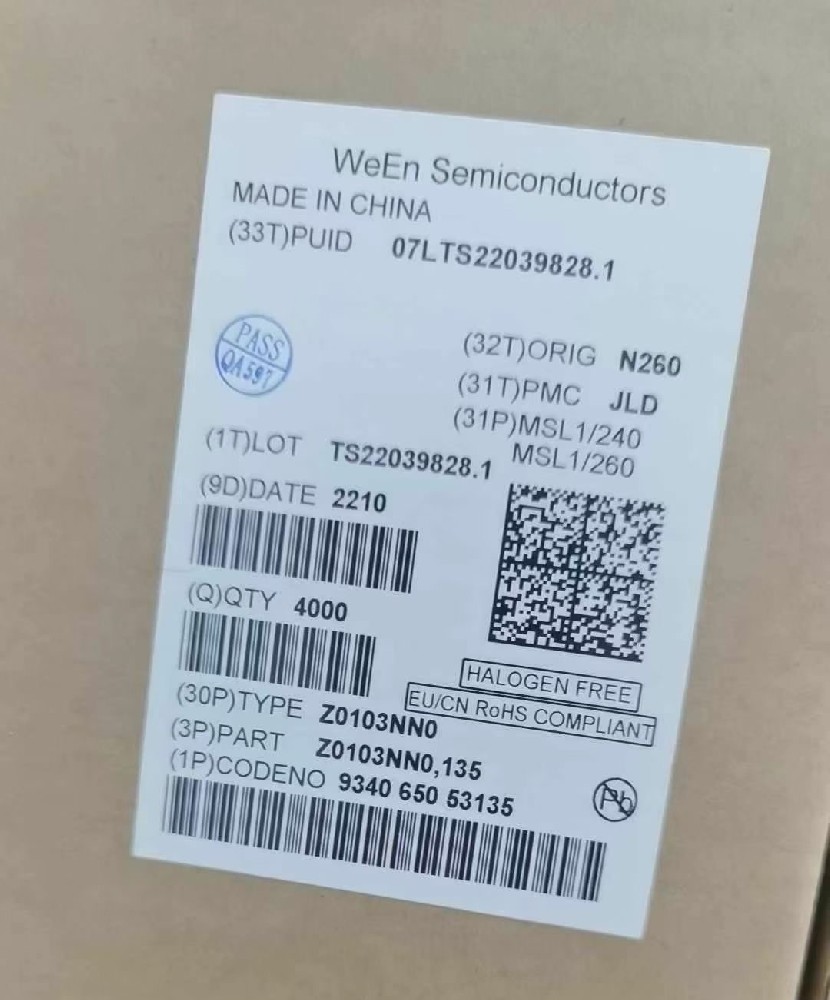 WeEn Semiconductors
MADE IN CHINA
(33T)PUID 07LTS22039828.1
PASS
QA597
(32T)ORIG N260
(31T)PMC JLD
(31P)MSL1/240
MSL1/260
(1T)LOT TS22039828.1
(9D)DATE 2210
(Q)QTY 4000
HALOGEN FREE
EU/CN RoHS COMPLIANT
(30P)TYPE Z0103NN0
(3P)PART Z0103NN0,135
(1P)CODENO 9340 650 53135
Pb